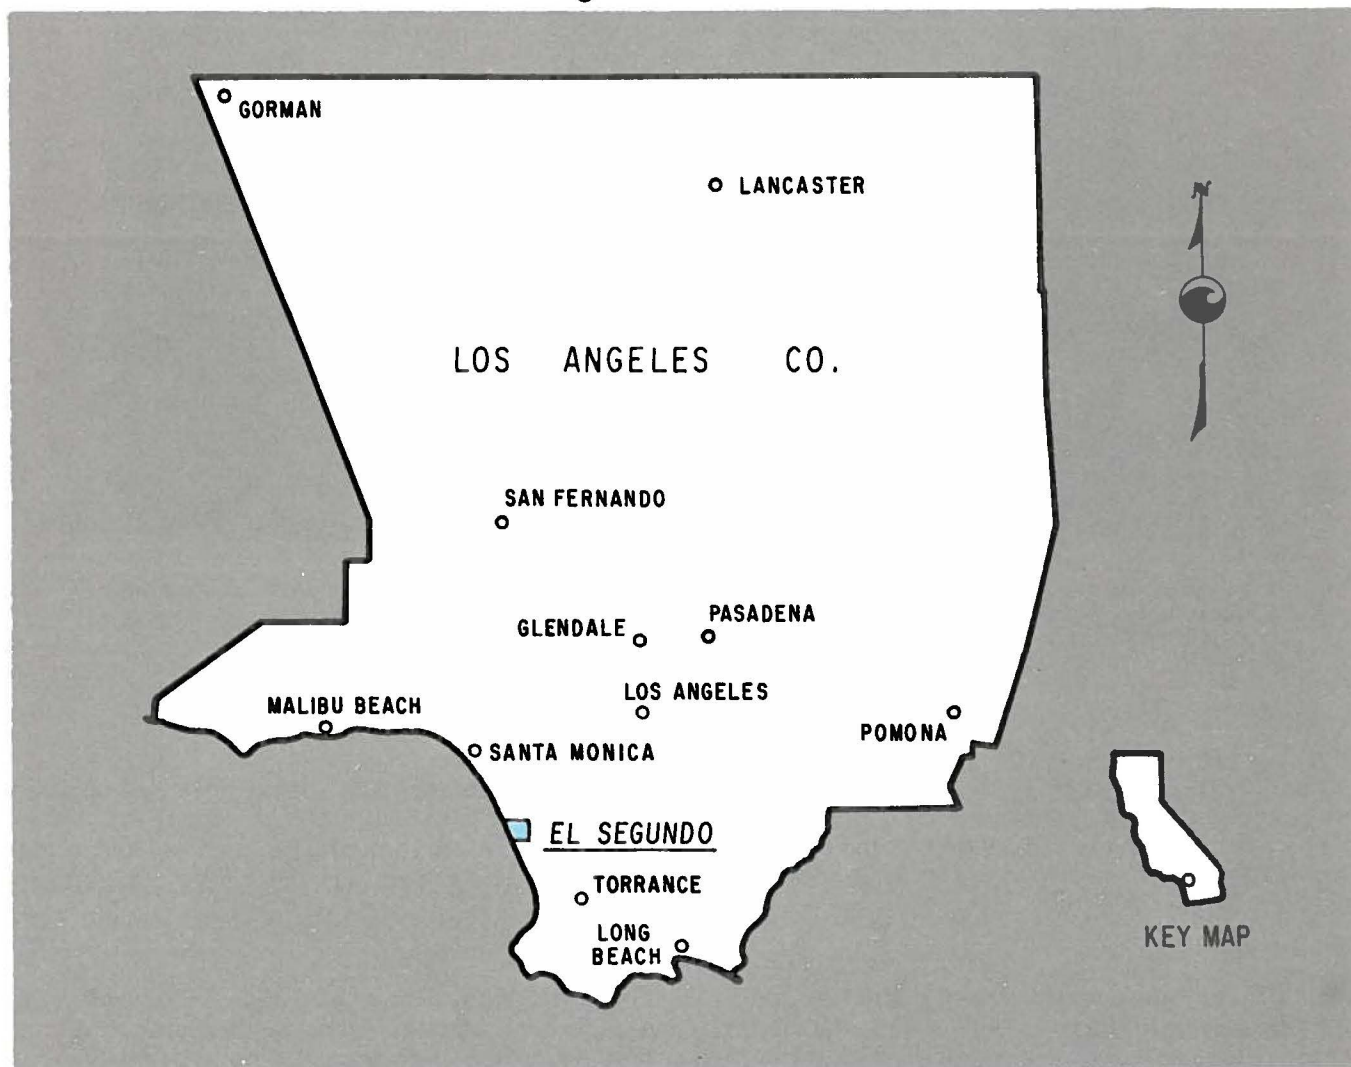 GORMAN
LANCASTER
N
LOS ANGELES CO.
SAN FERNANDO
PASADENA
GLENDALE
LOS ANGELES
MALIBU BEACH
POMONA
SANTA MONICA
EL SEGUNDO
TORRANCE
LONG
BEACH
KEY MAP